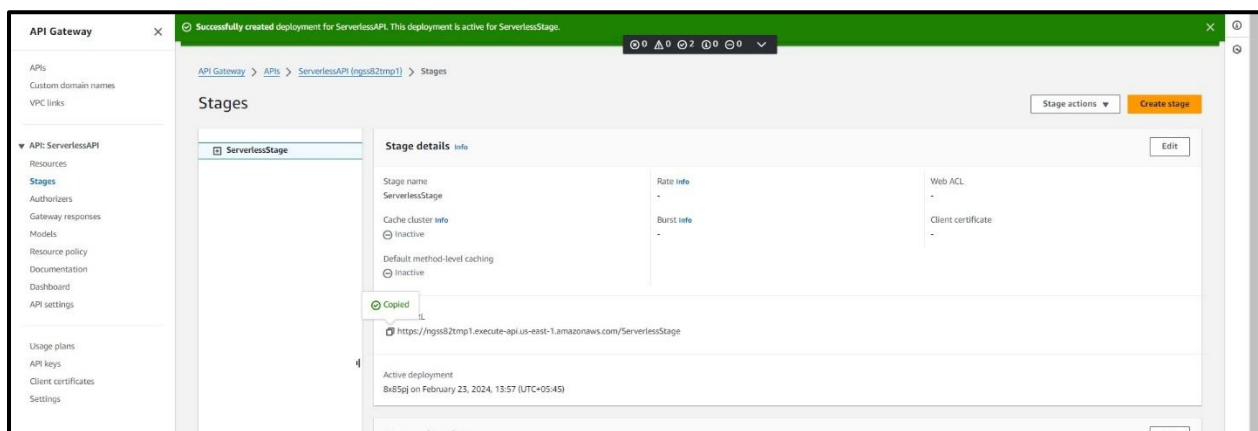 API Gateway
Successfully created deployment for ServerlessAPI. This deployment is active for ServerlessStage.
0 0 2 0 0
APIs
Custom domain names
VPC links
API: ServerlessAPI
Resources
Stages
Authorizers
Gateway responses
Models
Resource policy
Documentation
Dashboard
API settings
Usage plans
API keys
Client certificates
Settings
API Gateway > APIs > ServerlessAPI (ngss82tmp1) > Stages
Stages
Stage actions
Create stage
ServerlessStage
Stage details Info
Edit
Stage name
ServerlessStage
Rate Info
-
Web ACL
-
Cache cluster Info
Inactive
Burst Info
-
Client certificate
-
Default method-level caching
Inactive
Copied
https://ngss82tmp1.execute-api.us-east-1.amazonaws.com/ServerlessStage
Active deployment
8x85pj on February 23, 2024, 13:57 (UTC+05:45)